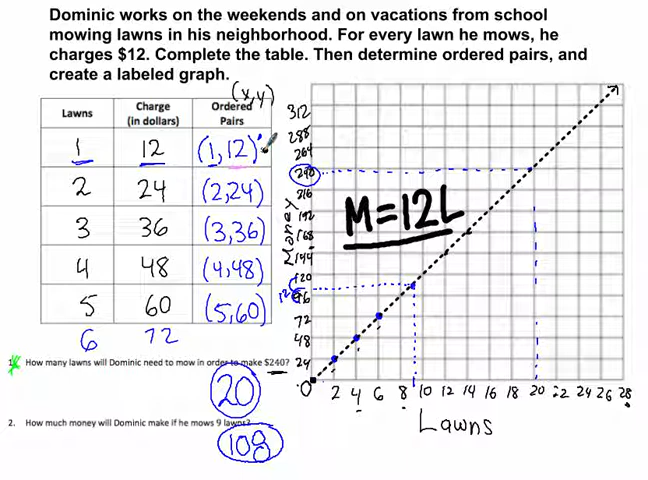 Dominic works on the weekends and on vacations from school
mowing lawns in his neighborhood. For every lawn he mows, he
charges $12. Complete the table. Then determine ordered pairs, and
create a labeled graph.
(x,y)
Lawns Charge (in dollars) Ordered Pairs
1 12 (1,12)
2 24 (2,24)
3 36 (3,36)
4 48 (4,48)
5 60 (5,60)
6 72
1. How many lawns will Dominic need to mow in order to make $240?
20
2. How much money will Dominic make if he mows 9 lawns?
108
312
288
264
240
216
192
168
144
120
96
72
48
24
0 2 4 6 8 10 12 14 16 18 20 22 24 26 28
Money
Lawns
M=12L